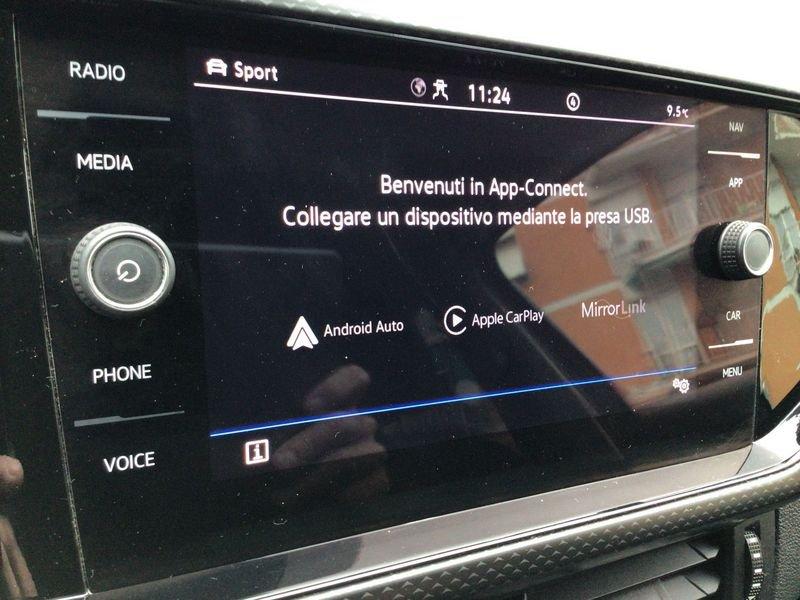 RADIO
MEDIA
PHONE
VOICE
Sport
11:24
4
9.5°C
Benvenuti in App-Connect.
Collegare un dispositivo mediante la presa USB.
Android Auto
Apple CarPlay
MirrorLink
i
NAV
APP
CAR
MENU